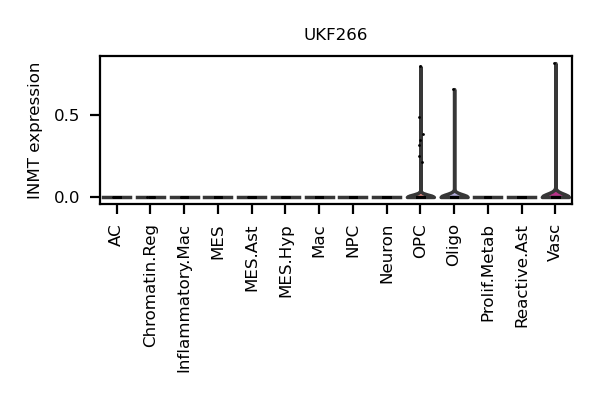 UKF266
INMT expression
0.5
0.0
AC
Chromatin.Reg
Inflammatory.Mac
MES
MES.Ast
MES.Hyp
Mac
NPC
Neuron
OPC
Oligo
Prolif.Metab
Reactive.Ast
Vasc